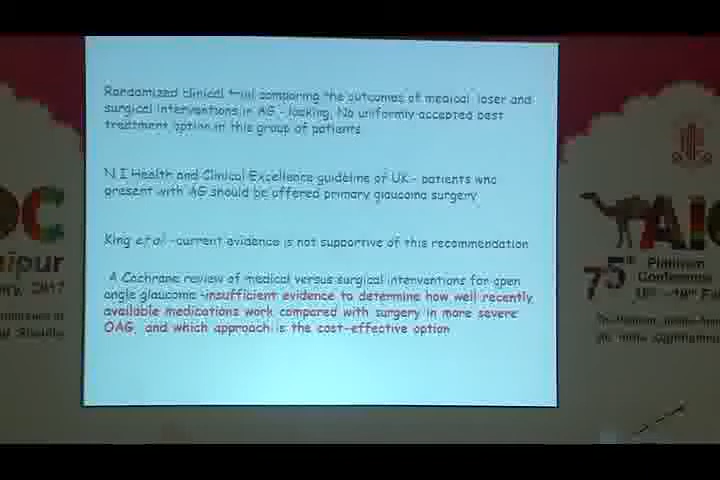 Randomized clinical trial comparing the outcomes of medical laser and
surgical interventions in AG - lacking. No uniformly accepted best
treatment option in this group of patients
N I Health and Clinical Excellence guideline of UK - patients who
present with AG should be offered primary glaucoma surgery
King et al -current evidence is not supportive of this recommendation
A Cochrane review of medical versus surgical interventions for open
angle glaucoma -insufficient evidence to determine how well recently
available medications work compared with surgery in more severe
OAG, and which approach is the cost-effective option
OC
aipur
2017
AIO
75th Platinum
Conference